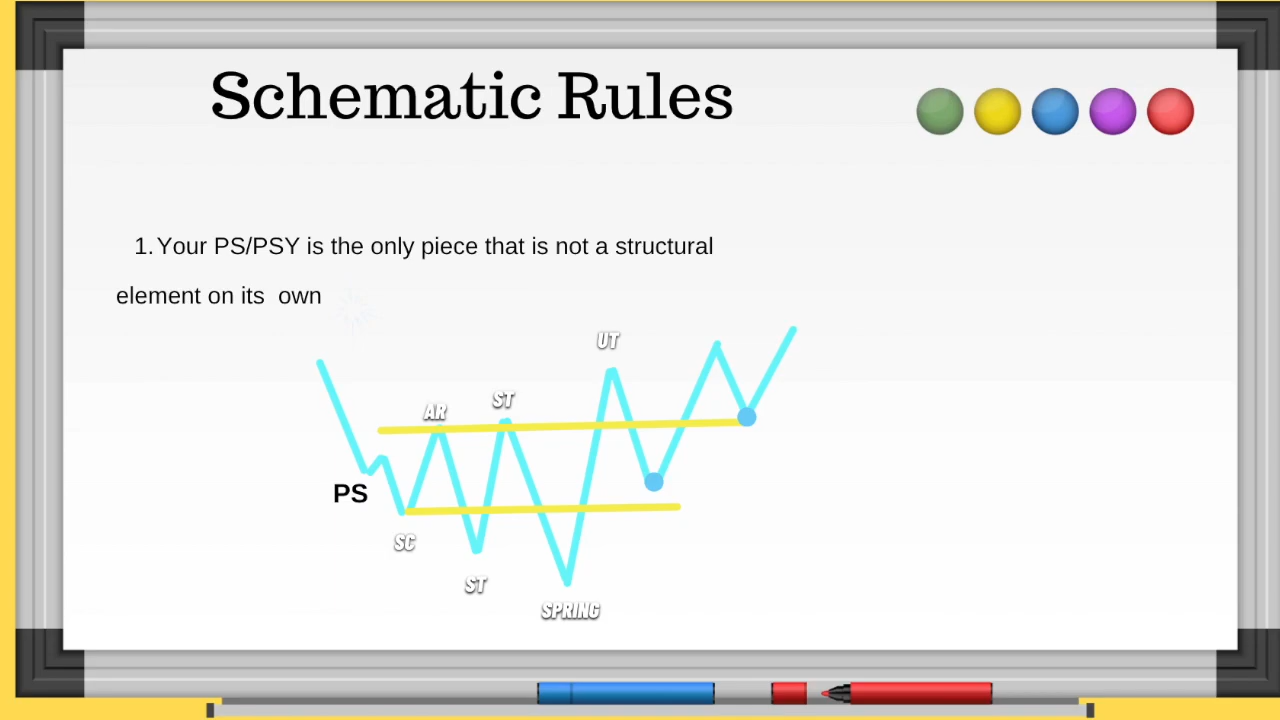 Schematic Rules
1. Your PS/PSY is the only piece that is not a structural
element on its own
UT
AR
ST
PS
SC
ST
SPRING